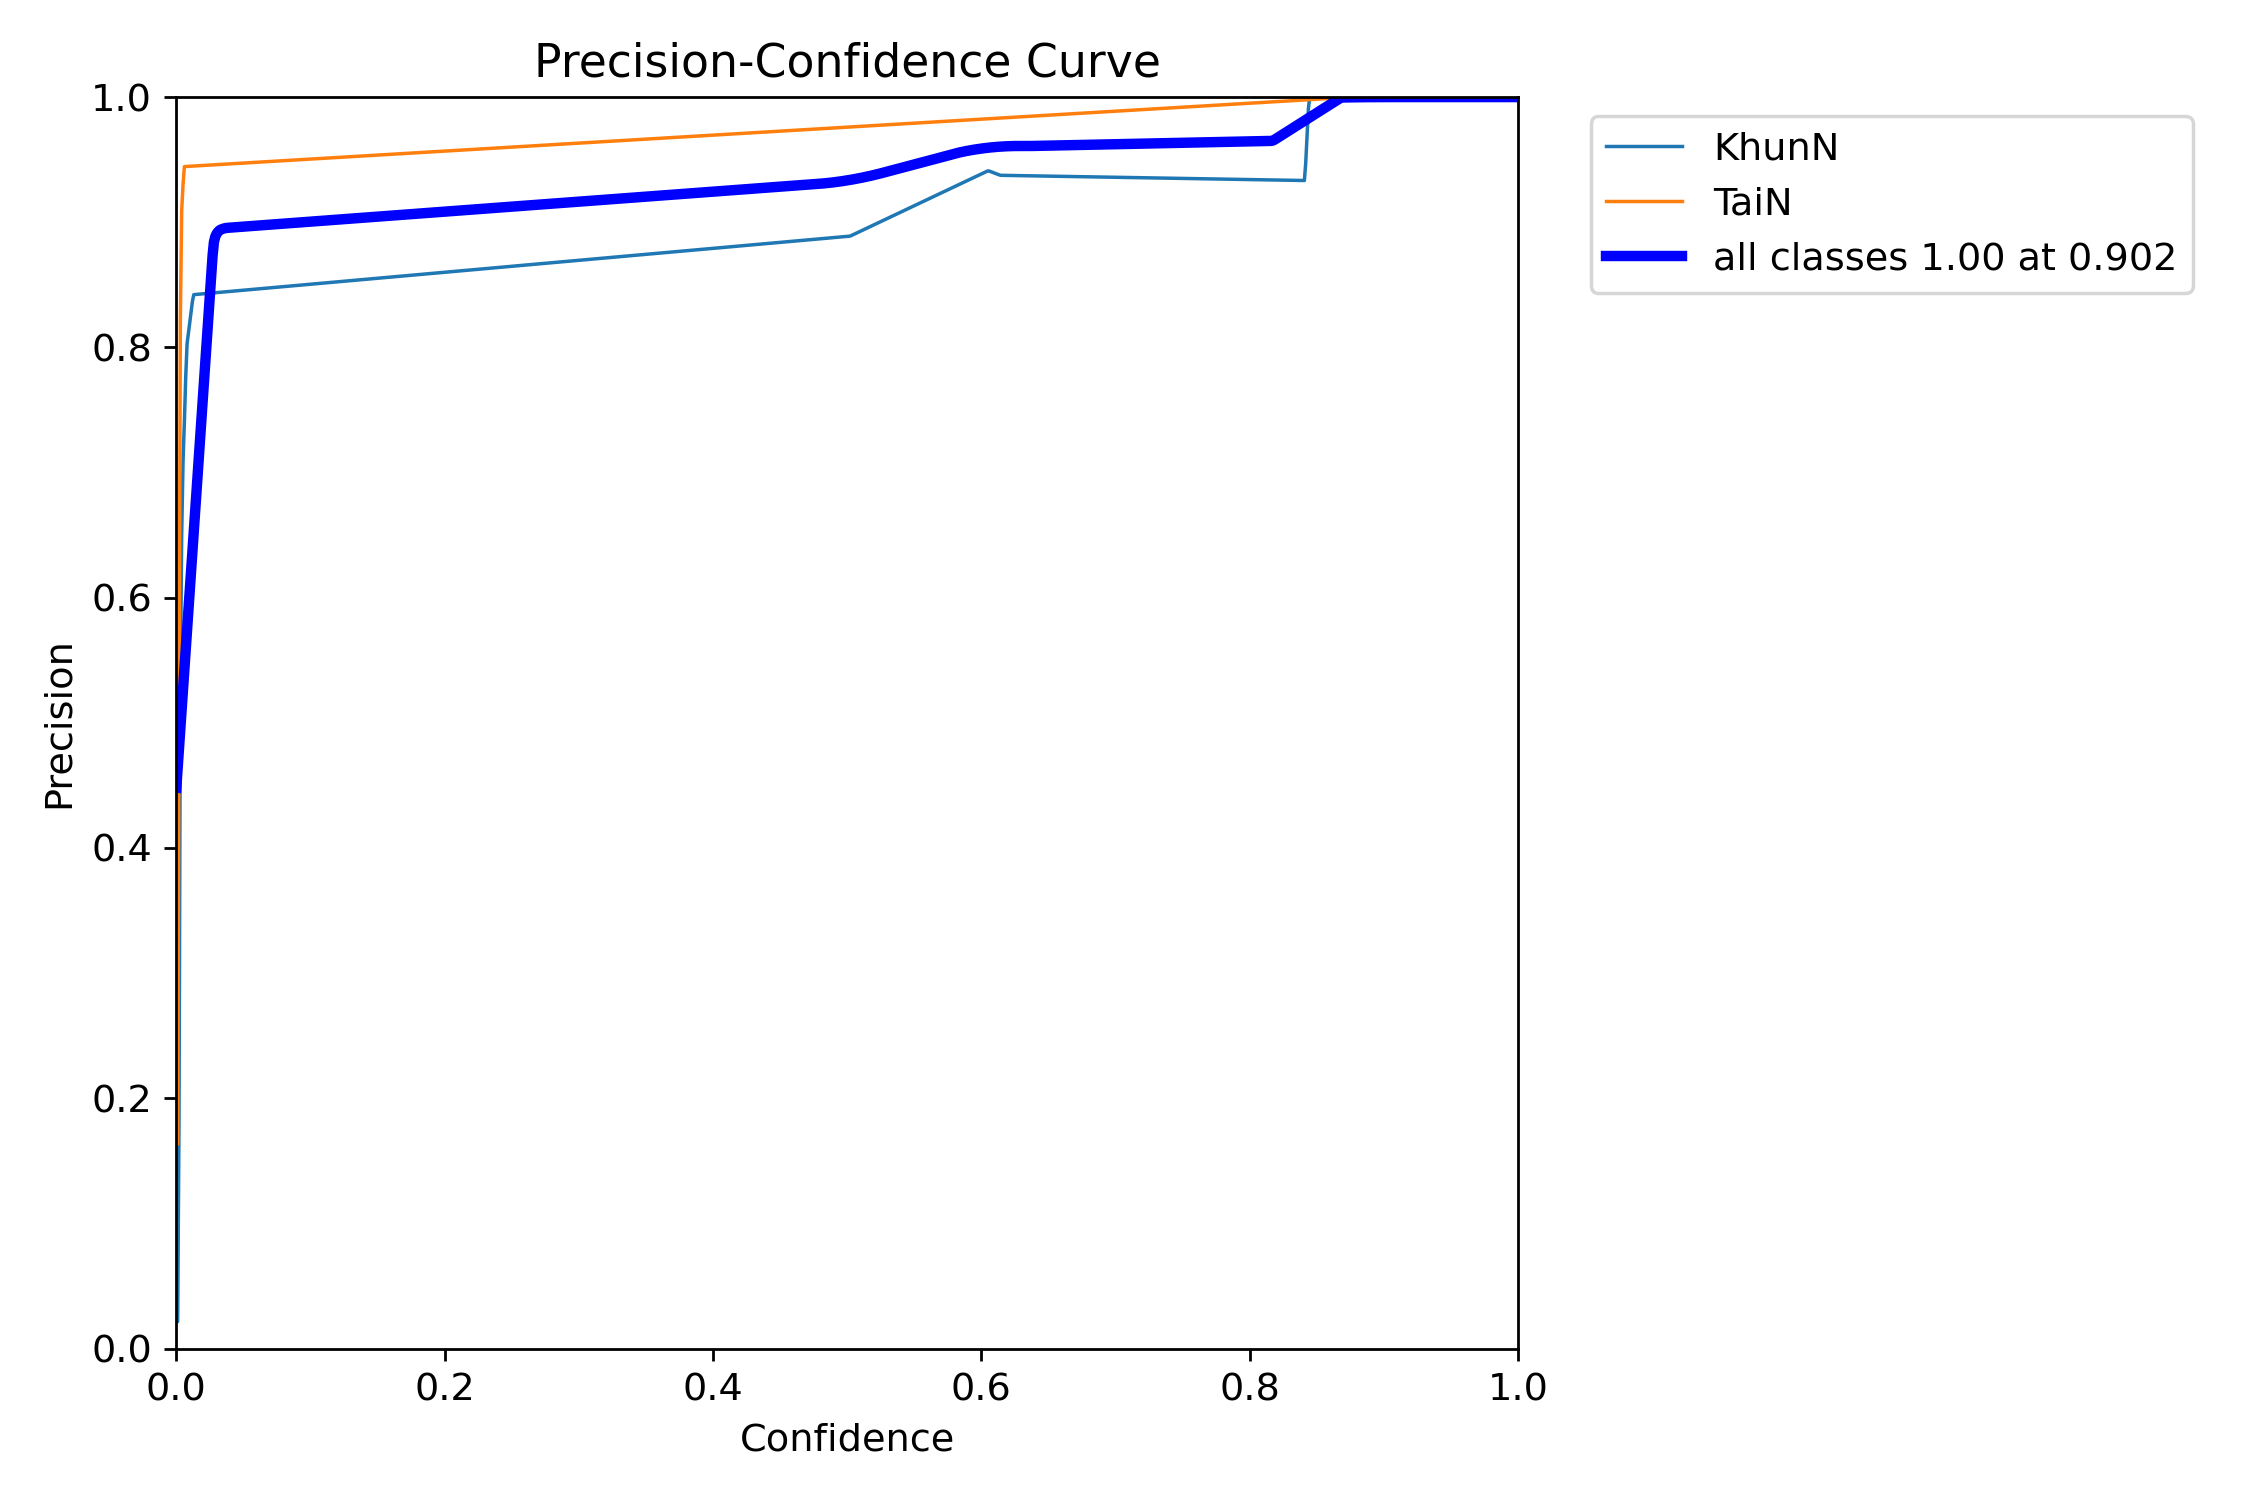 Precision-Confidence Curve
1.0
0.8
0.6
0.4
0.2
0.0
Precision
0.0 0.2 0.4 0.6 0.8 1.0
Confidence
KhunN
TaiN
all classes 1.00 at 0.902